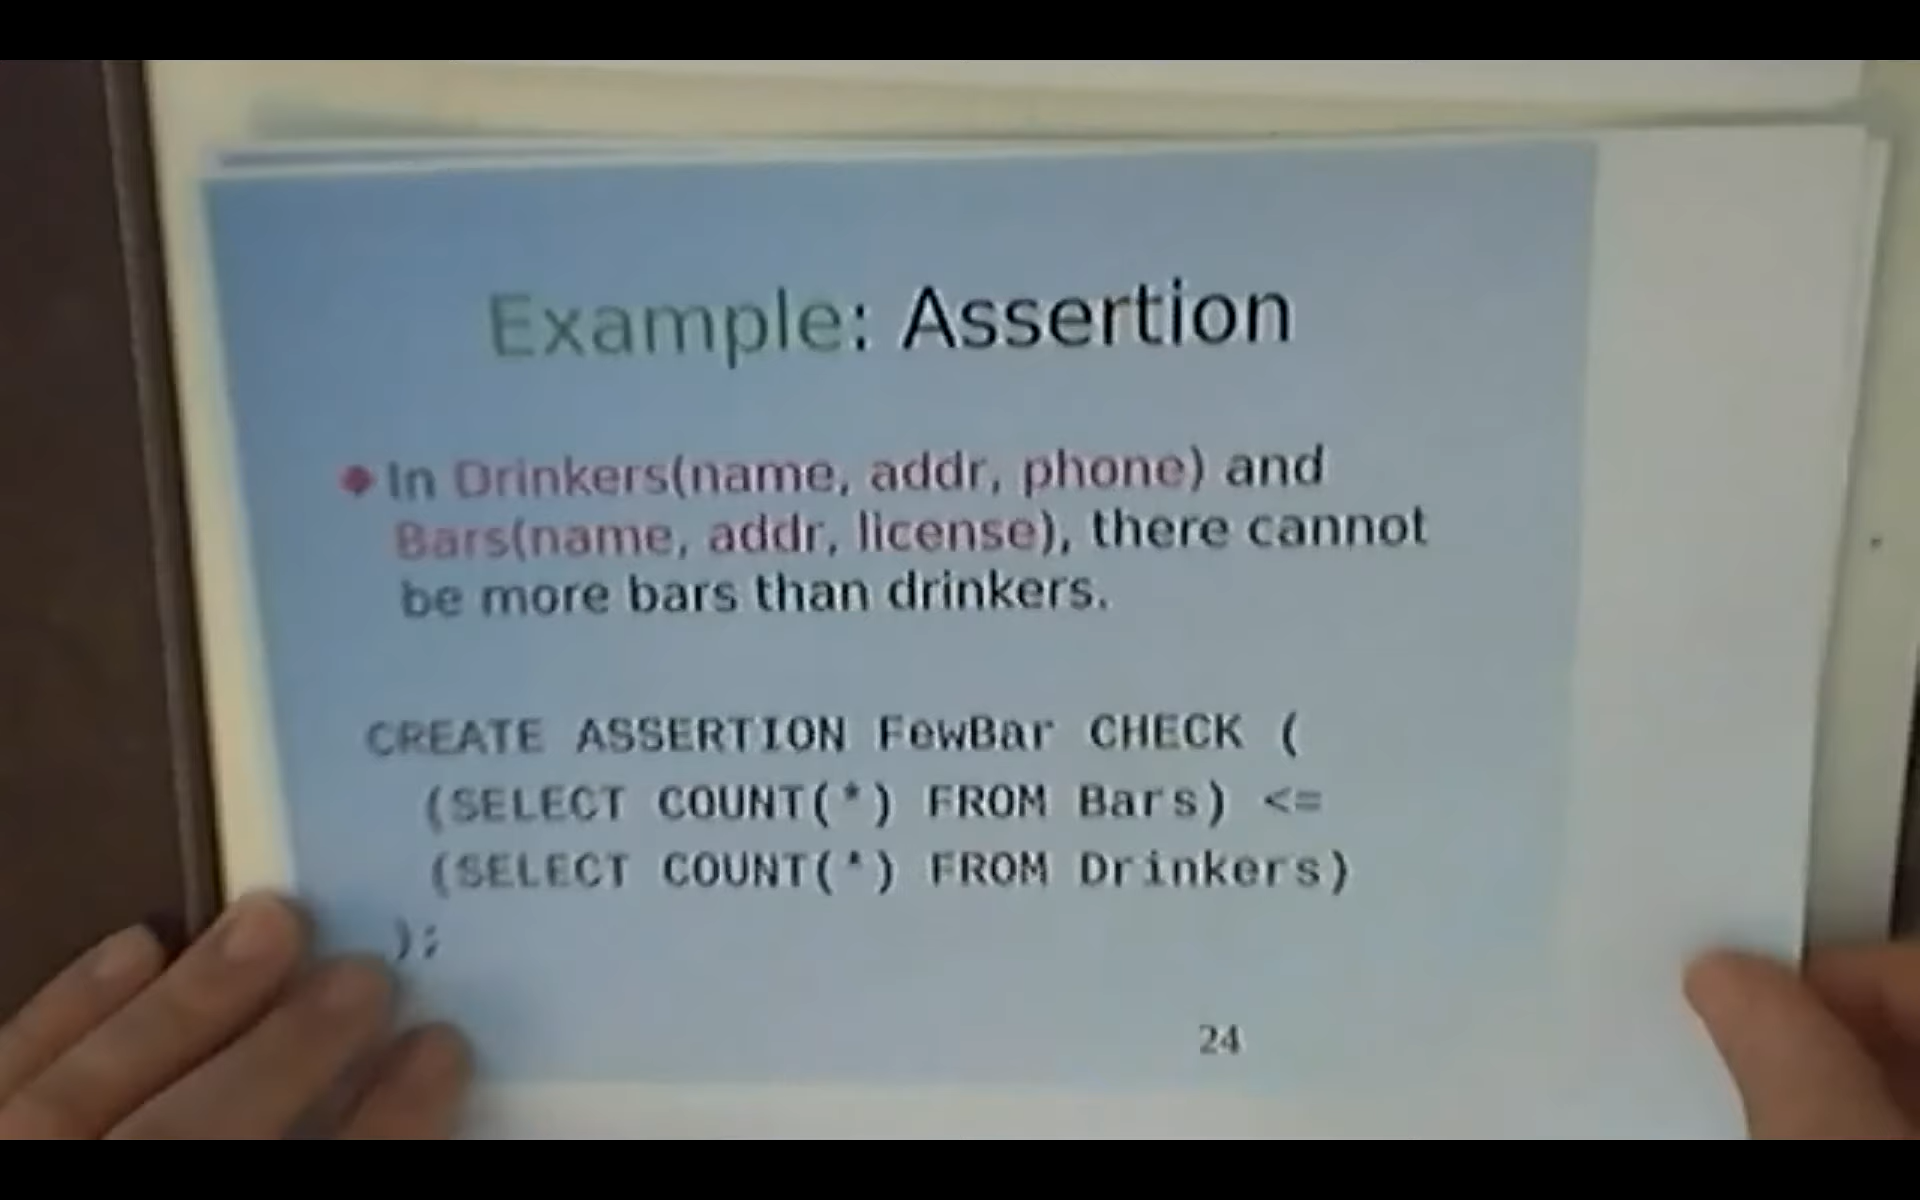 Example: Assertion
In Drinkers(name, addr, phone) and
Bars(name, addr, license), there cannot
be more bars than drinkers.
CREATE ASSERTION FewBar CHECK (
(SELECT COUNT(*) FROM Bars) <=
(SELECT COUNT(*) FROM Drinkers)
);
24